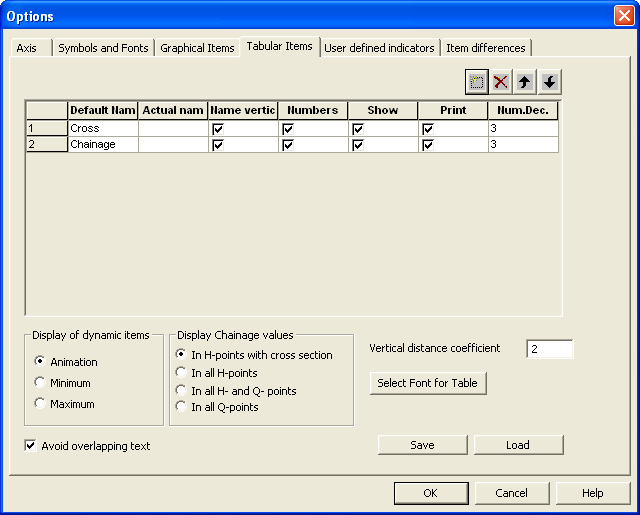 Options
Axis Symbols and Fonts Graphical Items Tabular Items User defined indicators Item differences
Default Nam Actual nam Name vertic Numbers Show Print Num.Dec.
1 Cross 3
2 Chainage 3
Display of dynamic items
Animation
Minimum
Maximum
Display Chainage values
In H-points with cross section
In all H-points
In all H- and Q- points
In all Q-points
Vertical distance coefficient 2
Select Font for Table
Avoid overlapping text
Save Load
OK Cancel Help